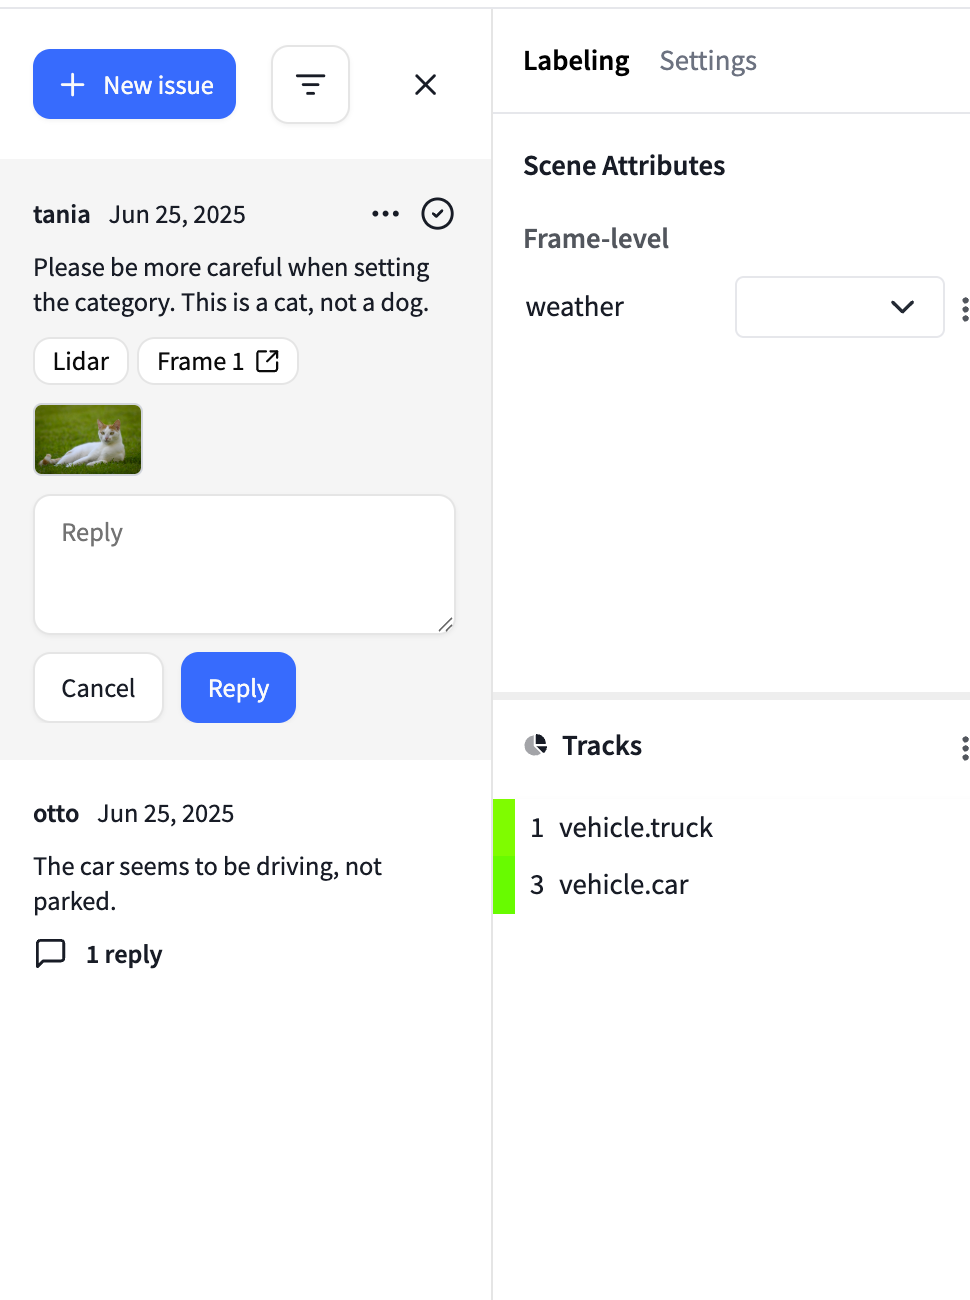 New issue
tania Jun 25, 2025
Please be more careful when setting
the category. This is a cat, not a dog.
Lidar Frame 1
Reply
Cancel Reply
otto Jun 25, 2025
The car seems to be driving, not
parked.
1 reply
Labeling Settings
Scene Attributes
Frame-level
weather
Tracks
1 vehicle.truck
3 vehicle.car